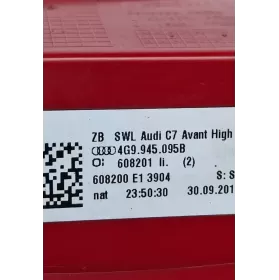 ZB SWL Audi C7 Avant High
4G9.945.095B
O: 608201 li. (2)
608200 E1 3904 S: S
nat 23:50:30 30.09.201